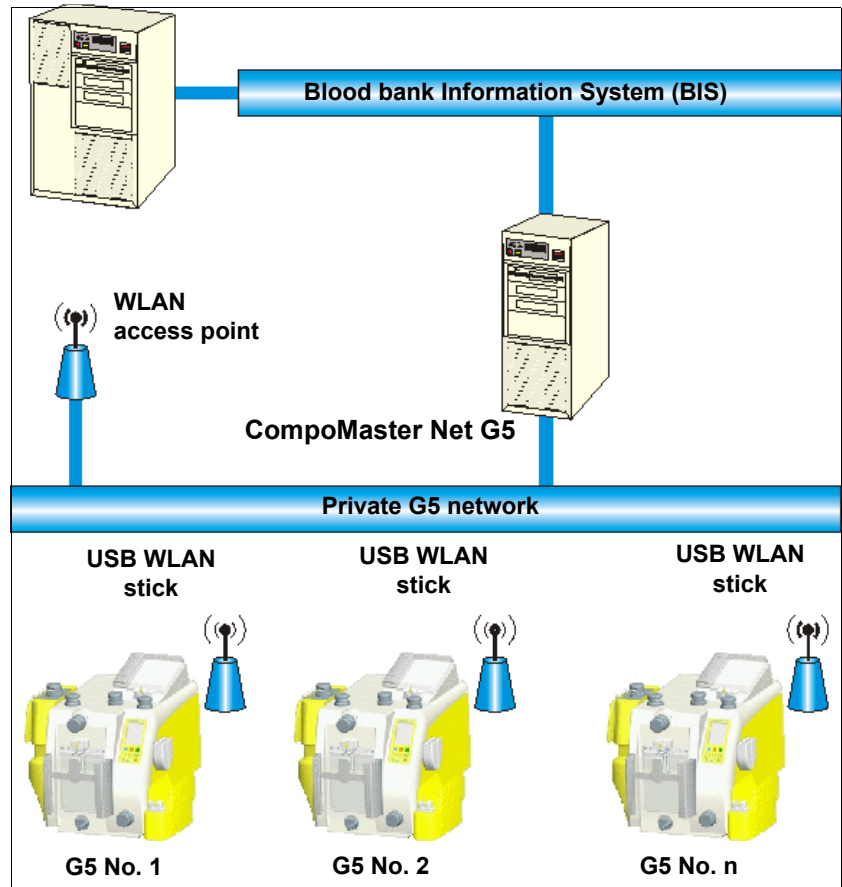 Blood bank Information System (BIS)
WLAN
access point
CompoMaster Net G5
Private G5 network
USB WLAN
stick
USB WLAN
stick
USB WLAN
stick
G5 No. 1
G5 No. 2
G5 No. n